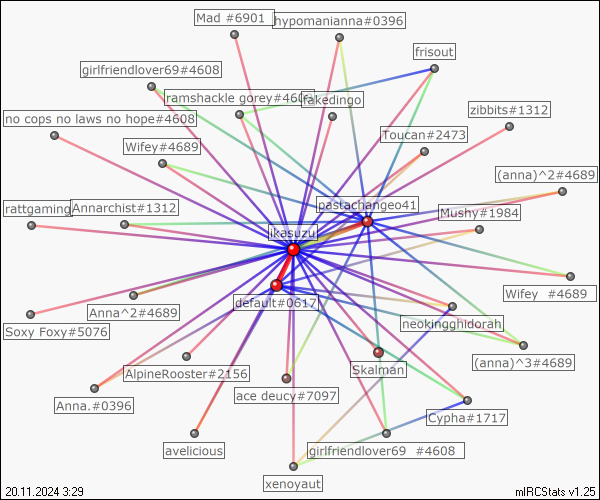 Mad #6901
hypomanianna#0396
frisout
girlfriendlover69#4608
ramshackle gorey#4608
fakedingo
zibbits#1312
no cops no laws no hope#4608
Toucan#2473
Wifey#4689
(anna)^2#4689
rattgaming
Annarchist#1312
pastachangeo41
Mushy#1984
ikasuzu
Wifey #4689
default#0617
Anna^2#4689
neokingghidorah
Soxy Foxy#5076
(anna)^3#4689
AlpineRooster#2156
Skalman
ace deucy#7097
Anna.#0396
Cypha#1717
avelicious
girlfriendlover69 #4608
xenoyaut
20.11.2024 3:29
mIRCStats v1.25